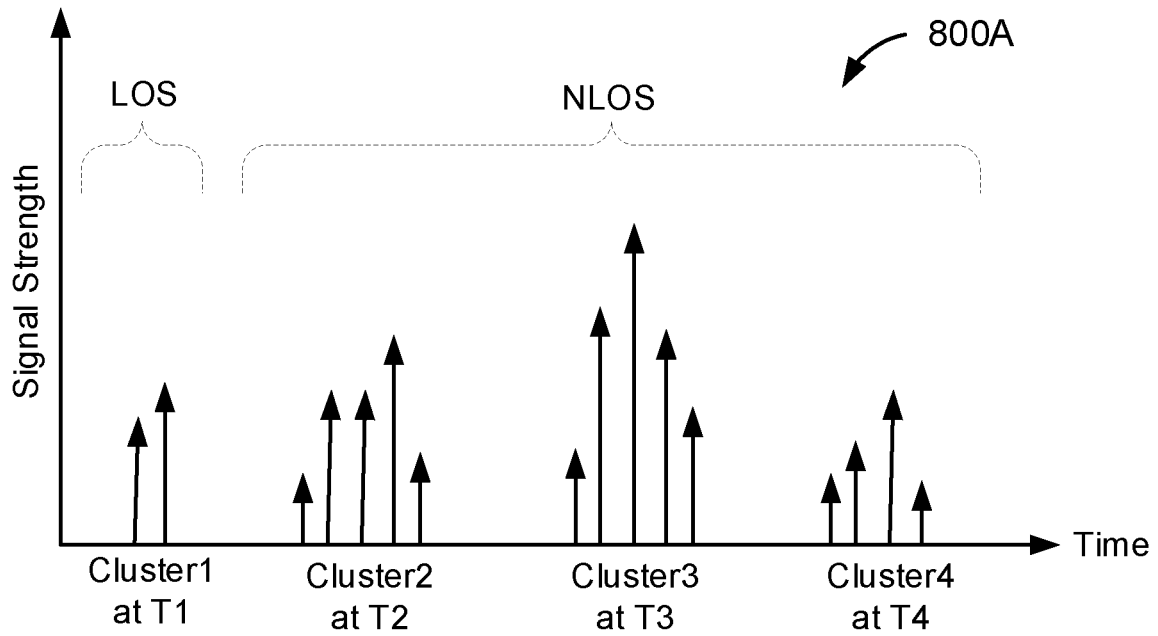 800A
LOS
NLOS
Signal Strength
Time
Cluster1
at T1
Cluster2
at T2
Cluster3
at T3
Cluster4
at T4